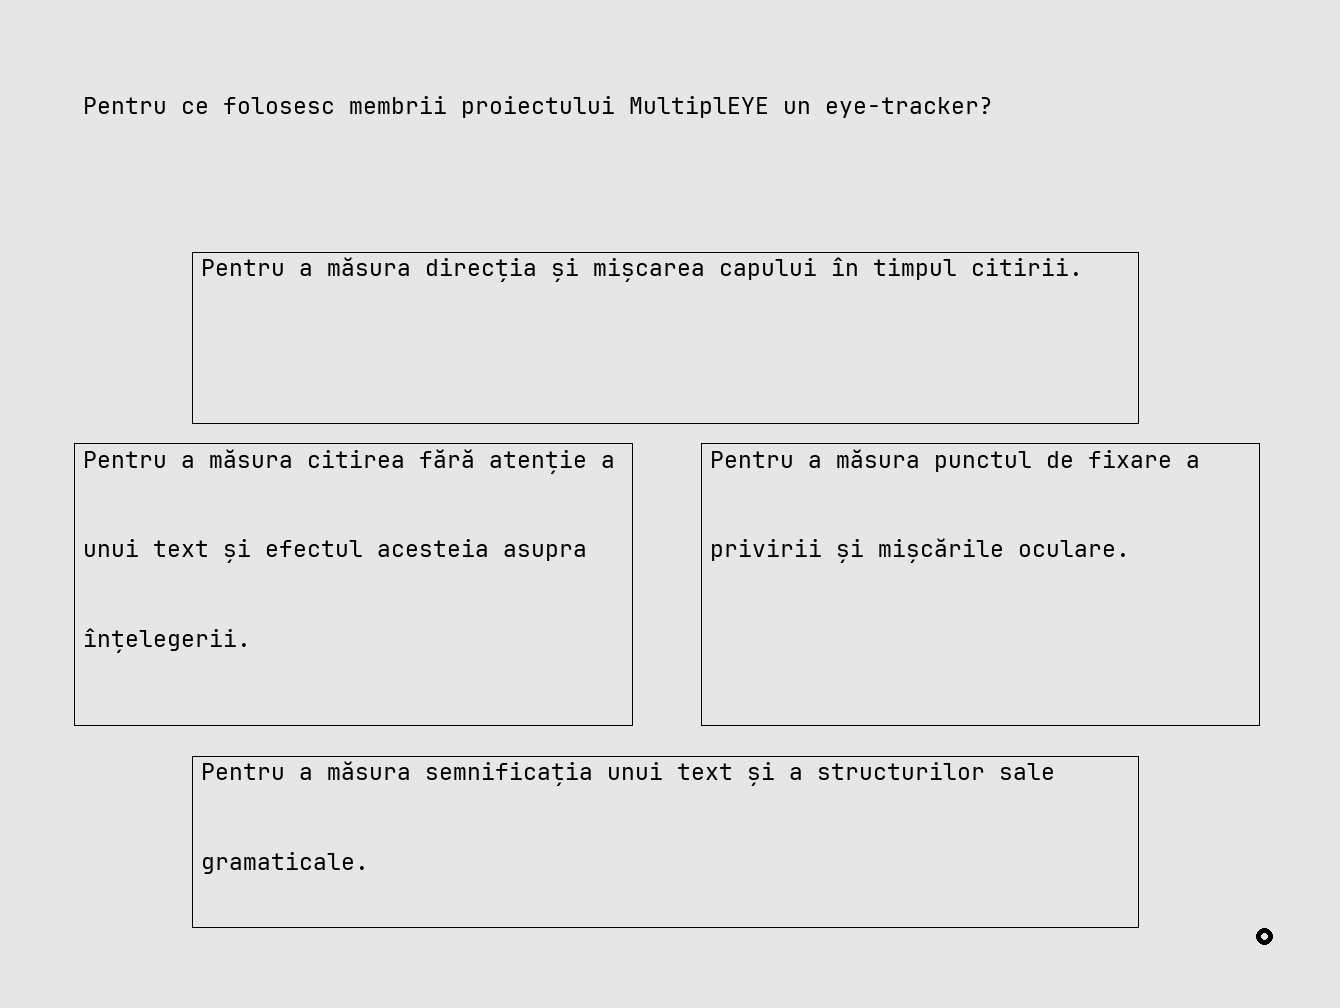 Pentru ce folosesc membrii proiectului MultiplEYE un eye-tracker?
Pentru a măsura direcția și mișcarea capului în timpul citirii.
Pentru a măsura citirea fără atenție a
unui text și efectul acesteia asupra
înțelegerii.
Pentru a măsura punctul de fixare a
privirii și mișcările oculare.
Pentru a măsura semnificația unui text și a structurilor sale
gramaticale.